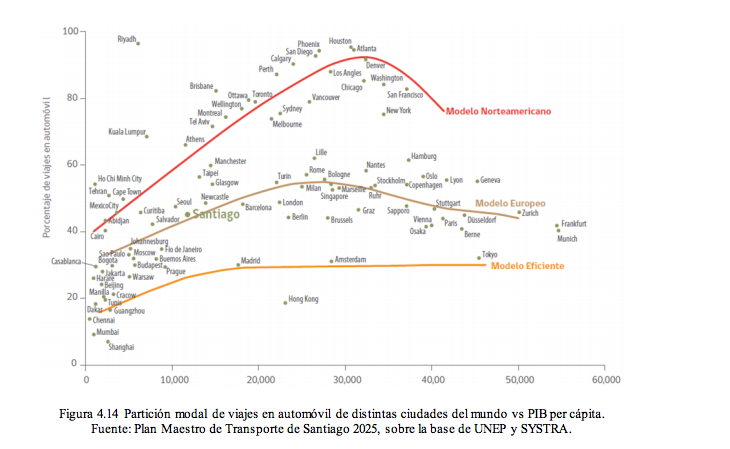 100
80
60
40
20
0
Porcentaje de viajes en automóvil
Riyadh
Houston
Phoenix
Atlanta
San Diego
Calgary
Denver
Perth
Los Angles
Washington
Chicago
Brisbane
San Francisco
Ottawa
Toronto
Vancouver
Wellington
Montreal
Sydney
New York
Modelo Norteamericano
Tel Aviv
Melbourne
Kuala Lumpur
Athens
Lille
Hamburg
Manchester
Nantes
Taipei
Turin
Rome
Bologne
Oslo
Lyon
Geneva
Ho Chi Minh City
Glasgow
Milan
Marseille
Stockholm
Copenhagen
Tehran
Cape Town
Newcastle
Singapore
Ruhr
MexicoCity
Seoul
Barcelona
London
Stuttgart
Modelo Europeo
Curitiba
Santiago
Graz
Sapporo
Zurich
Abidjan
Salvador
Berlin
Brussels
Vienna
Paris
Düsseldorf
Frankfurt
Cairo
Osaka
Berne
Munich
Johannesburg
Sao Paulo
Moscow
Río de Janeiro
Casablanca
Bogota
Buenos Aires
Madrid
Amsterdam
Tokyo
Budapest
Prague
Modelo Eficiente
Jakarta
Harare
Warsaw
Beijing
Manila
Cracow
Tunis
Hong Kong
Dakar
Guangzhou
Chennai
Mumbai
Shanghai
0
10,000
20,000
30,000
40,00
50,000
60,000
Figura 4.14 Partición modal de viajes en automóvil de distintas ciudades del mundo vs PIB per cápita.
Fuente: Plan Maestro de Transporte de Santiago 2025, sobre la base de UNEP y SYSTRA.